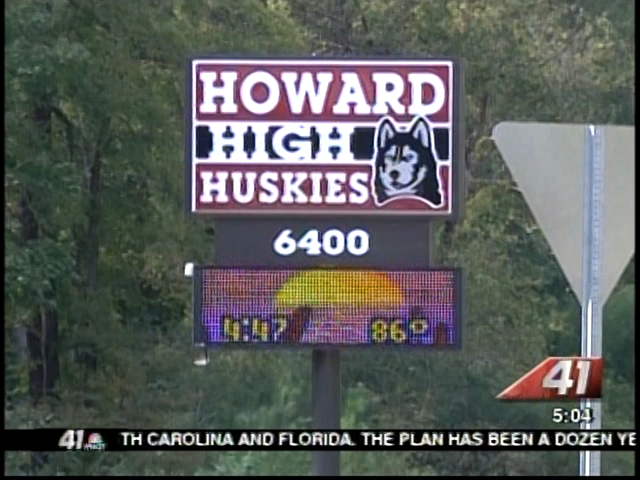 HOWARD
HIGH
HUSKIES
6400
4:47 86°
41
5:04
41 TH CAROLINA AND FLORIDA. THE PLAN HAS BEEN A DOZEN YE